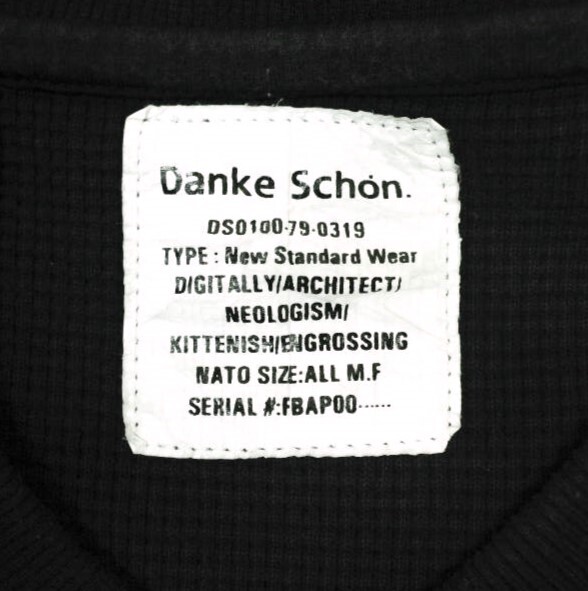 Danke Schön.
DS0100-79-0319
TYPE : New Standard Wear
DIGITALLY/ARCHITECT/
NEOLOGISM/
KITTENISH/ENGROSSING
NATO SIZE:ALL M.F
SERIAL #:FBAP00······